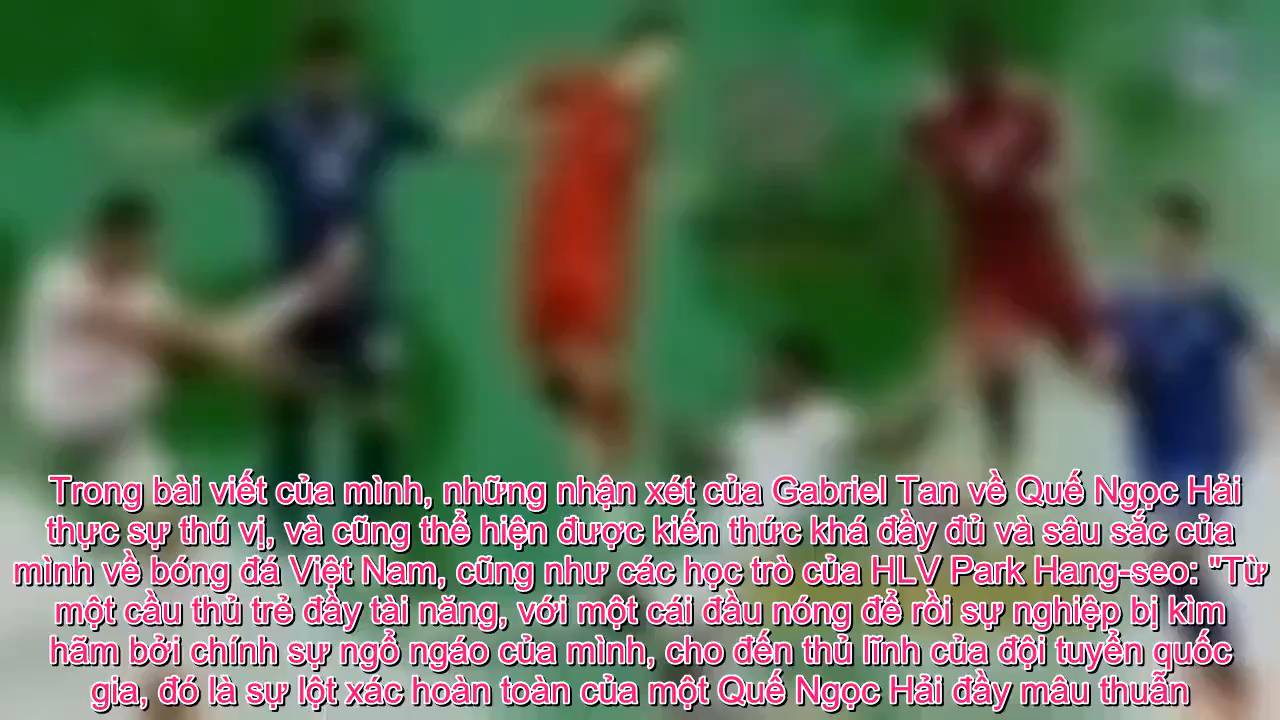 Trong bài viết của mình, những nhận xét của Gabriel Tan về Quế Ngọc Hải
thực sự thú vị, và cũng thể hiện được kiến thức khá đầy đủ và sâu sắc của
mình về bóng đá Việt Nam, cũng như các học trò của HLV Park Hang-seo: "Từ
một cầu thủ trẻ đầy tài năng, với một cái đầu nóng để rồi sự nghiệp bị kìm
hãm bởi chính sự ngổ ngáo của mình, cho đến thủ lĩnh của đội tuyển quốc
gia, đó là sự lột xác hoàn toàn của một Quế Ngọc Hải đầy mâu thuẫn